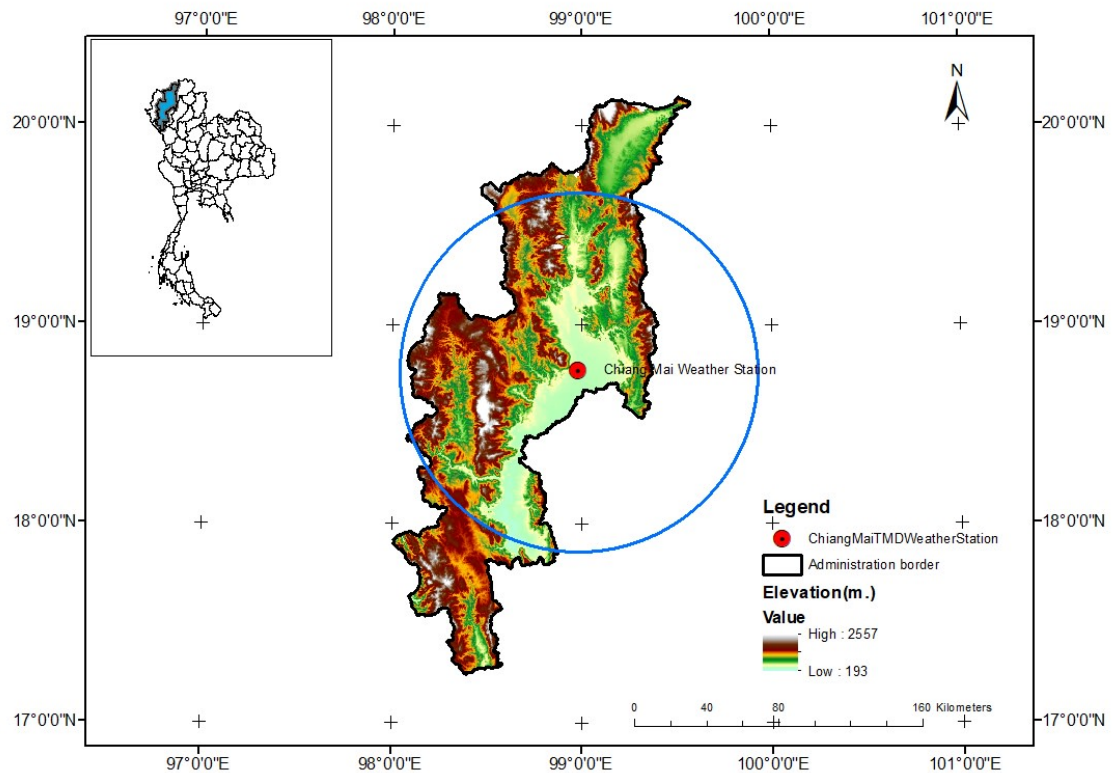 97°0'0"E 98°0'0"E 99°0'0"E 100°0'0"E 101°0'0"E
N
20°0'0"N 20°0'0"N
19°0'0"N 19°0'0"N
Chiang Mai Weather Station
Legend
18°0'0"N 18°0'0"N
ChiangMaiTMDWeatherStation
Administration border
Elevation(m.)
Value
High : 2557
Low : 193
0 40 80 160 Kilometers
17°0'0"N 17°0'0"N
97°0'0"E 98°0'0"E 99°0'0"E 100°0'0"E 101°0'0"E